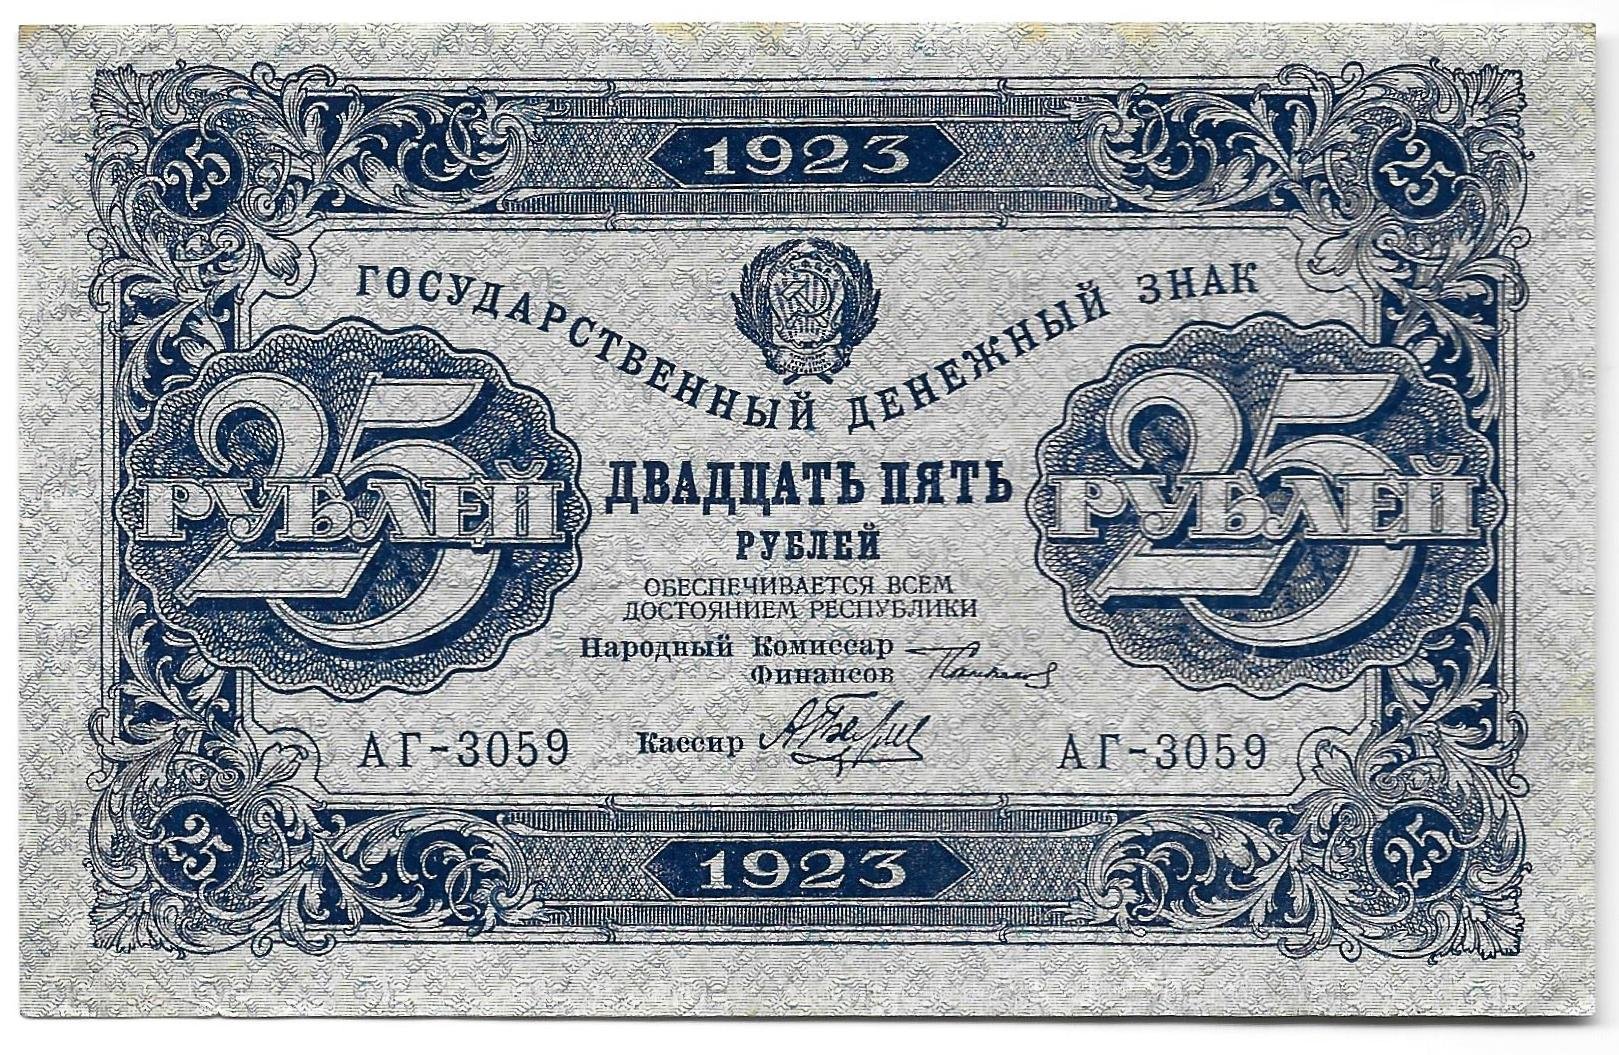 1923
25
25
ГОСУДАРСТВЕННЫЙ ДЕНЕЖНЫЙ ЗНАК
25 РУБЛЕЙ
25 РУБЛЕЙ
ДВАДЦАТЬ ПЯТЬ
РУБЛЕЙ
ОБЕСПЕЧИВАЕТСЯ ВСЕМ
ДОСТОЯНИЕМ РЕСПУБЛИКИ
Народный Комиссар
Финансов
АГ-3059
Кассир
АГ-3059
25
1923
25